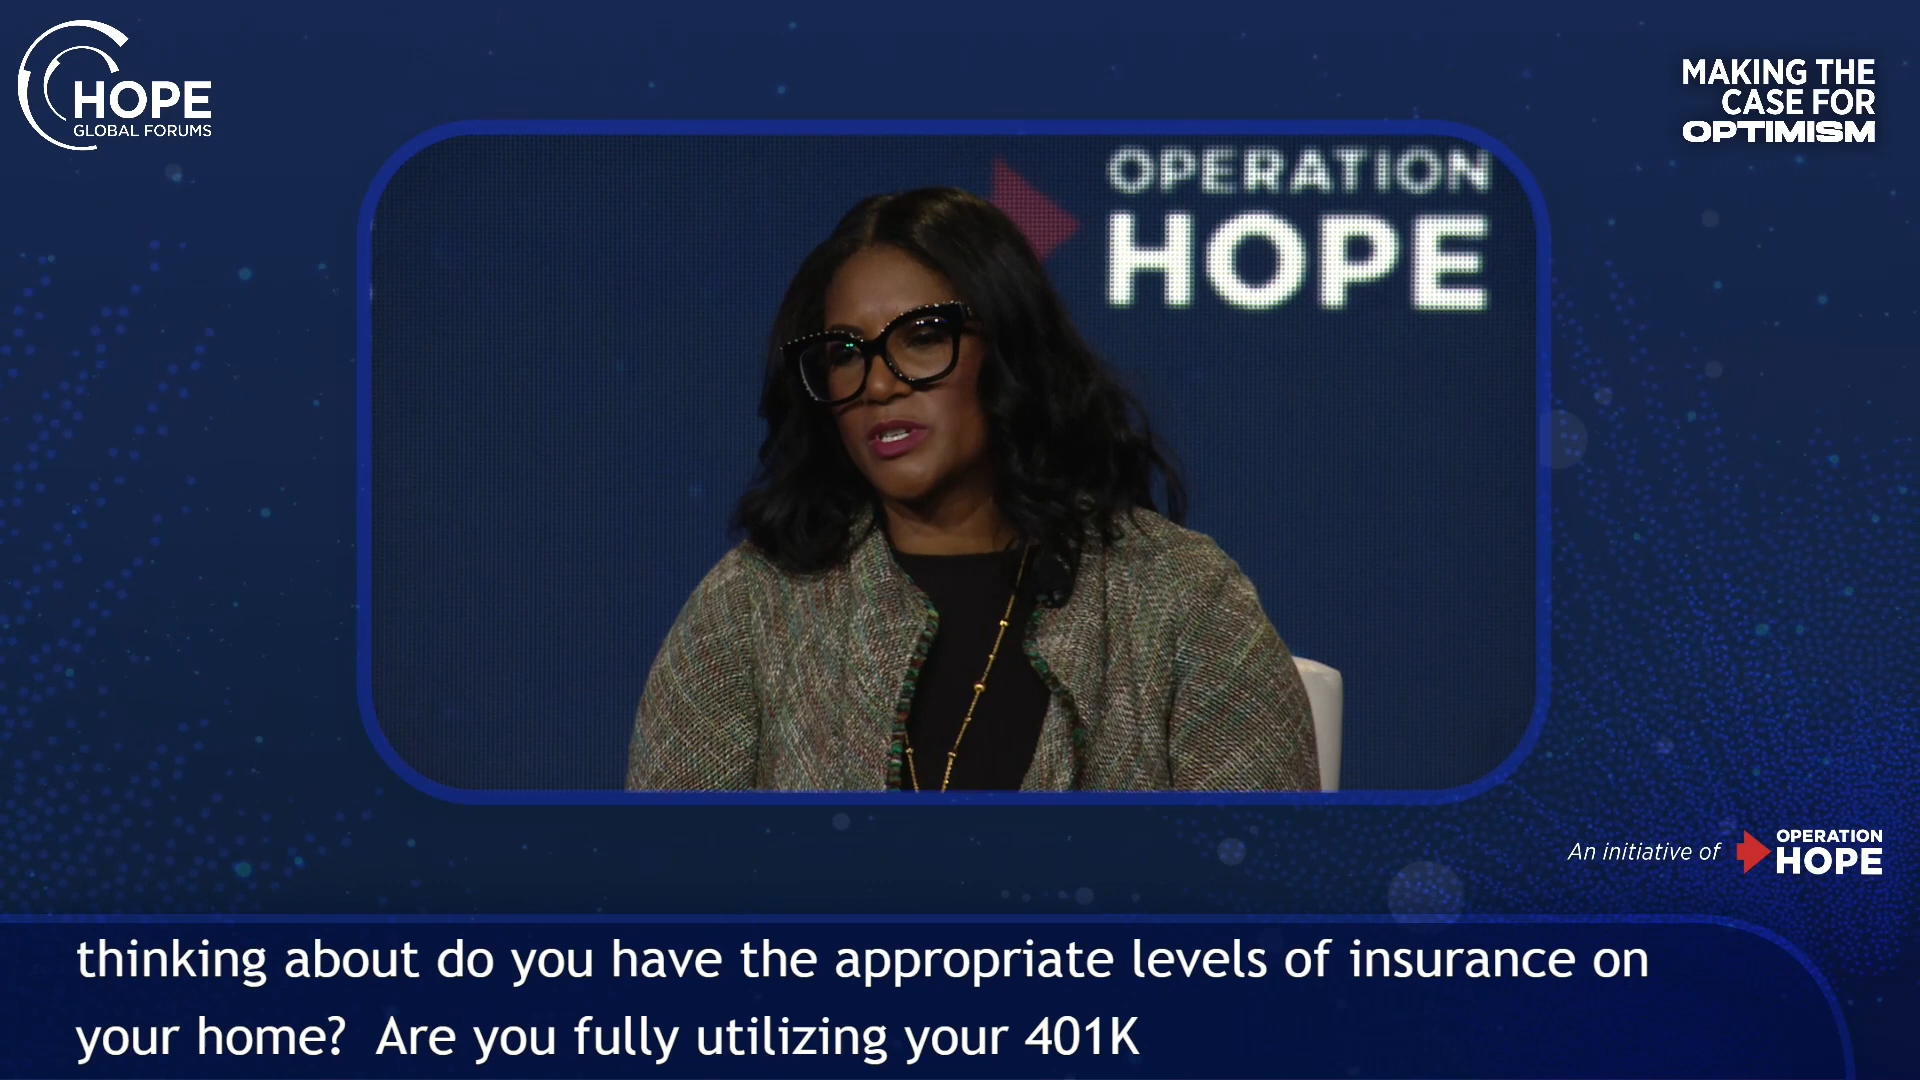 HOPE
GLOBAL FORUMS
MAKING THE
CASE FOR
OPTIMISM
OPERATION
HOPE
An initiative of
OPERATION
HOPE
thinking about do you have the appropriate levels of insurance on
your home?  Are you fully utilizing your 401K